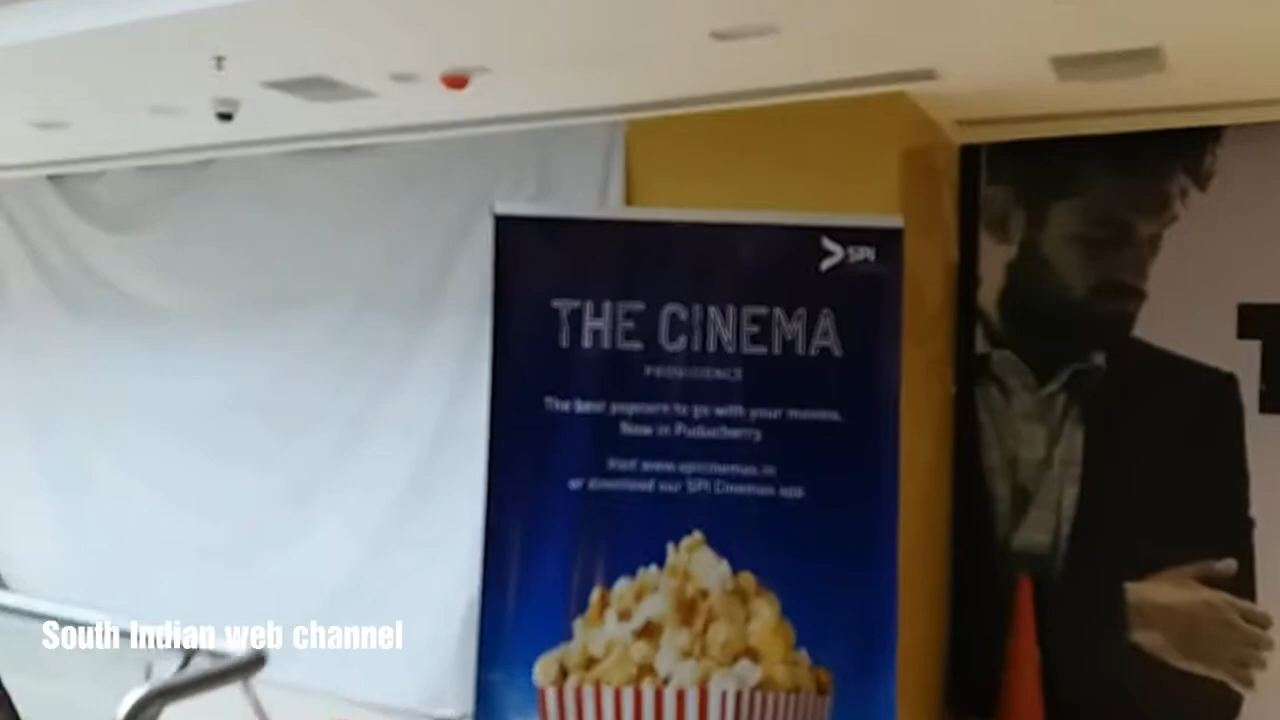 SPI
THE CINEMA
PROVIDENCE
The best popcorn to go with your movies.
Now in Puducherry
Visit www.spicinemas.in
or download our SPI Cinemas app
T
South Indian web channel